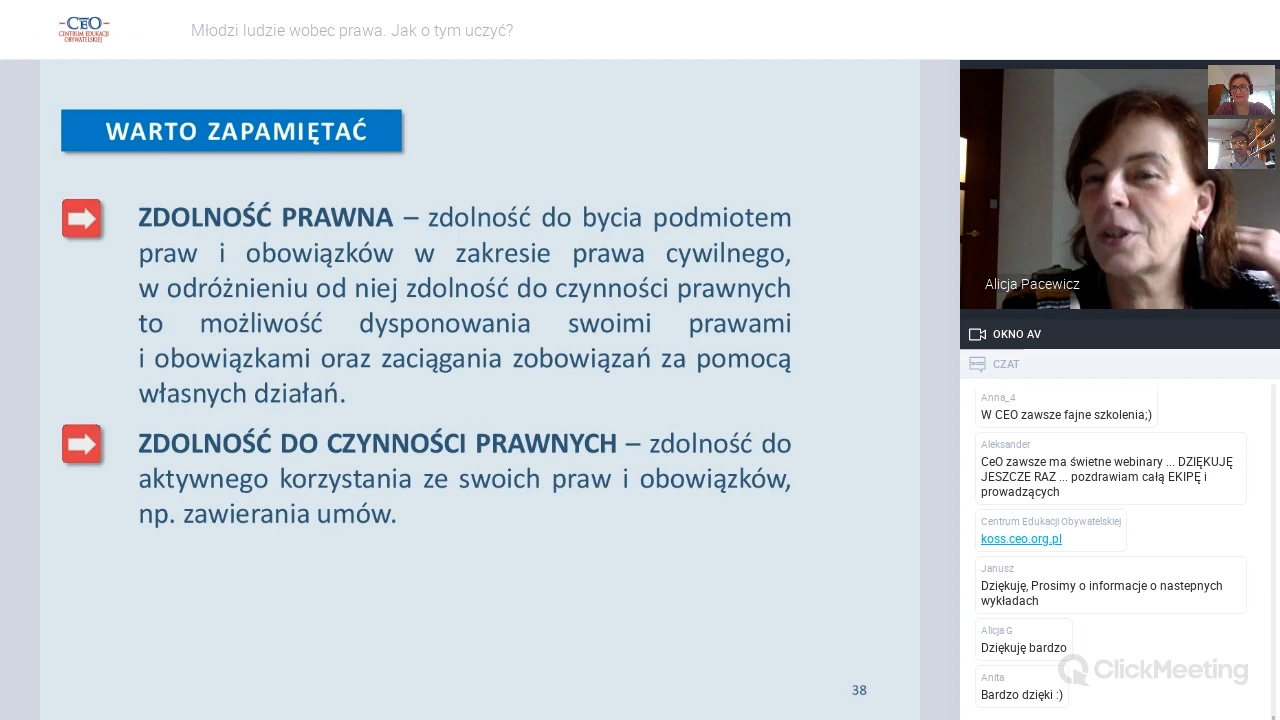 CEO
CENTRUM EDUKACJI
OBYWATELSKIEJ
Młodzi ludzie wobec prawa. Jak o tym uczyć?
WARTO ZAPAMIĘTAĆ
ZDOLNOŚĆ PRAWNA – zdolność do bycia podmiotem
praw i obowiązków w zakresie prawa cywilnego,
w odróżnieniu od niej zdolność do czynności prawnych
to możliwość dysponowania swoimi prawami
i obowiązkami oraz zaciągania zobowiązań za pomocą
własnych działań.
ZDOLNOŚĆ DO CZYNNOŚCI PRAWNYCH – zdolność do
aktywnego korzystania ze swoich praw i obowiązków,
np. zawierania umów.
38
Alicja Pacewicz
OKNO AV
CZAT
Anna_4
W CEO zawsze fajne szkolenia;)
Aleksander
CeO zawsze ma świetne webinary ... DZIĘKUJĘ
JESZCZE RAZ ... pozdrawiam całą EKIPĘ i
prowadzących
Centrum Edukacji Obywatelskiej
koss.ceo.org.pl
Janusz
Dziękuję, Prosimy o informacje o nastepnych
wykładach
Alicja G
Dziękuję bardzo
Anita
Bardzo dzięki :)
ClickMeeting